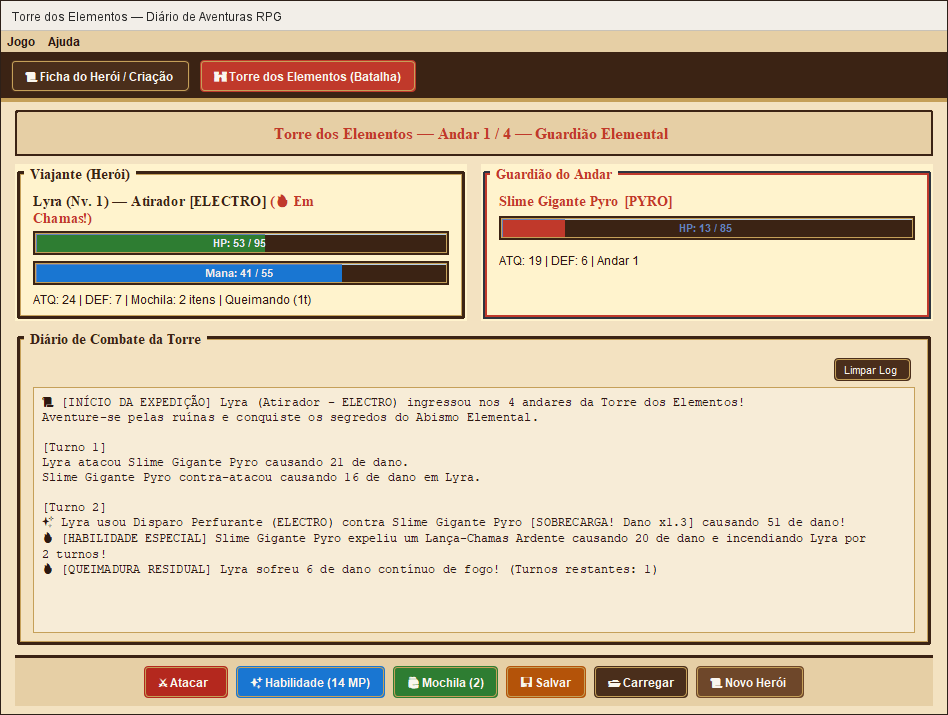 Torre dos Elementos — Diário de Aventuras RPG
Jogo Ajuda
Ficha do Herói / Criação Torre dos Elementos (Batalha)
Torre dos Elementos — Andar 1 / 4 — Guardião Elemental
Viajante (Herói)
Lyra (Nv. 1) — Atirador [ELECTRO] (🔥 Em
Chamas!)
HP: 53 / 95
Mana: 41 / 55
ATQ: 24 | DEF: 7 | Mochila: 2 itens | Queimando (1t)
Guardião do Andar
Slime Gigante Pyro [PYRO]
HP: 13 / 85
ATQ: 19 | DEF: 6 | Andar 1
Diário de Combate da Torre
Limpar Log
📜 [INÍCIO DA EXPEDIÇÃO] Lyra (Atirador - ELECTRO) ingressou nos 4 andares da Torre dos Elementos!
Aventure-se pelas ruínas e conquiste os segredos do Abismo Elemental.
[Turno 1]
Lyra atacou Slime Gigante Pyro causando 21 de dano.
Slime Gigante Pyro contra-atacou causando 16 de dano em Lyra.
[Turno 2]
✨ Lyra usou Disparo Perfurante (ELECTRO) contra Slime Gigante Pyro [SOBRECARGA! Dano x1.3] causando 51 de dano!
🔥 [HABILIDADE ESPECIAL] Slime Gigante Pyro expeliu um Lança-Chamas Ardente causando 20 de dano e incendiando Lyra por
2 turnos!
🔥 [QUEIMADURA RESIDUAL] Lyra sofreu 6 de dano contínuo de fogo! (Turnos restantes: 1)
⚔ Atacar ✨ Habilidade (14 MP) Mochila (2) Salvar Carregar Novo Herói